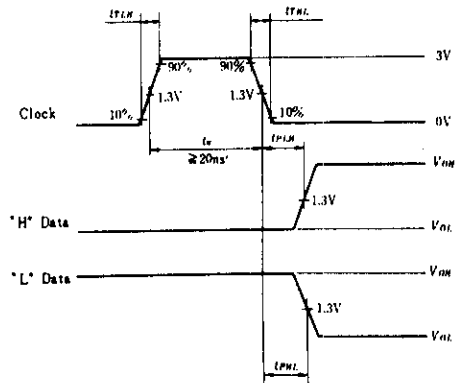 tTLH tTHL
90% 90% 3V
1.3V 1.3V
Clock 10% 10% 0V
tw tPLH
≧20ns
VOH
1.3V
"H" Data VOL
"L" Data VOH
1.3V
VOL
tPHL